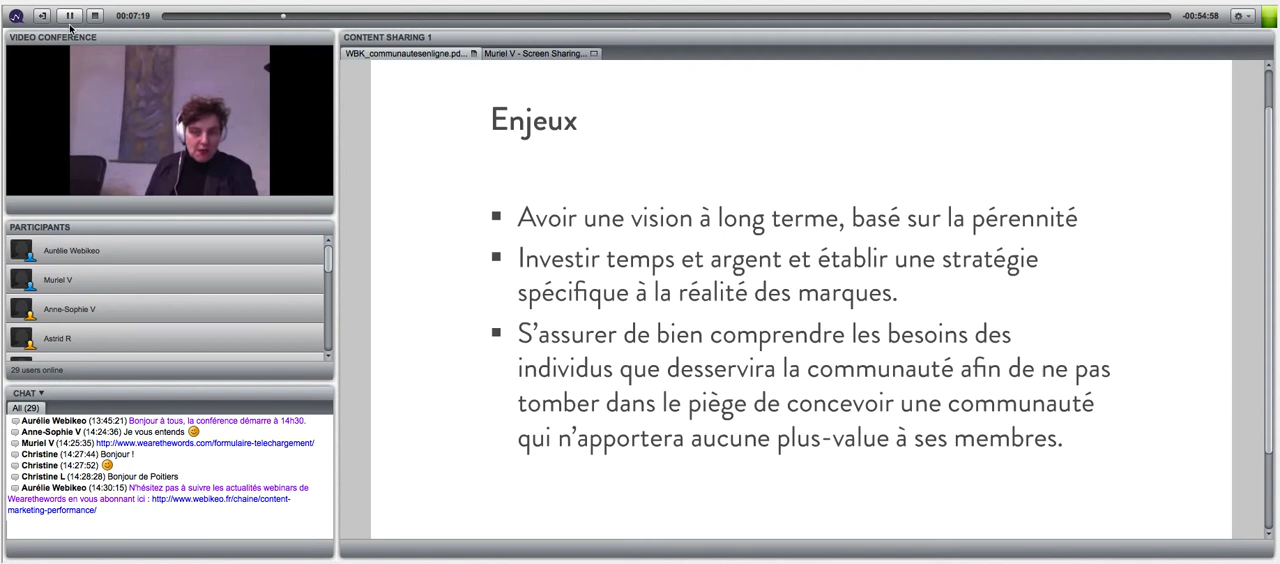 00:07:19
-00:54:58
VIDEO CONFERENCE
PARTICIPANTS
Aurélie Webikeo
Muriel V
Anne-Sophie V
Astrid R
29 users online
CHAT
All (29)
Aurélie Webikeo (13:45:21) Bonjour à tous, la conférence démarre à 14h30.
Anne-Sophie V (14:24:36) Je vous entends
Muriel V (14:25:35) http://www.wearethewords.com/formulaire-telechargement/
Christine (14:27:44) Bonjour !
Christine (14:27:52)
Christine L (14:28:28) Bonjour de Poitiers
Aurélie Webikeo (14:30:15) N'hésitez pas à suivre les actualités webinars de
Wearethewords en vous abonnant ici : http://www.webikeo.fr/chaine/content-
marketing-performance/
CONTENT SHARING 1
WBK_communautesenligne.pd...
Muriel V - Screen Sharing...
Enjeux
▪ Avoir une vision à long terme, basé sur la pérennité
▪ Investir temps et argent et établir une stratégie
spécifique à la réalité des marques.
▪ S'assurer de bien comprendre les besoins des
individus que desservira la communauté afin de ne pas
tomber dans le piège de concevoir une communauté
qui n'apportera aucune plus-value à ses membres.